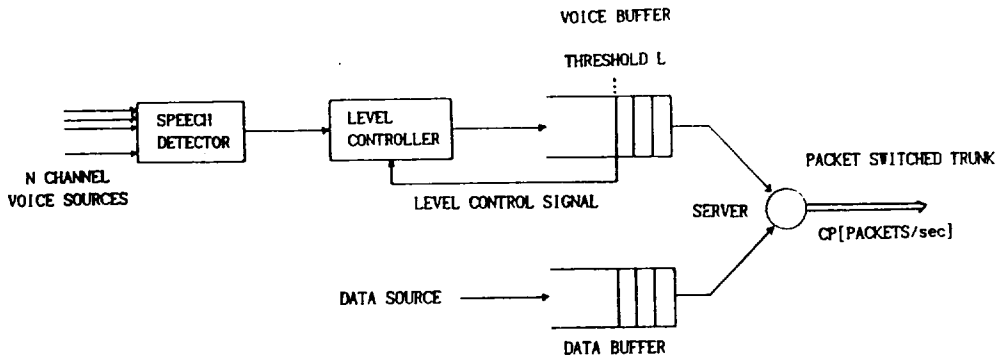 VOICE BUFFER
THRESHOLD L
SPEECH
DETECTOR
LEVEL
CONTROLLER
N CHANNEL
VOICE SOURCES
LEVEL CONTROL SIGNAL
SERVER
PACKET SWITCHED TRUNK
CP[PACKETS/sec]
DATA SOURCE
DATA BUFFER